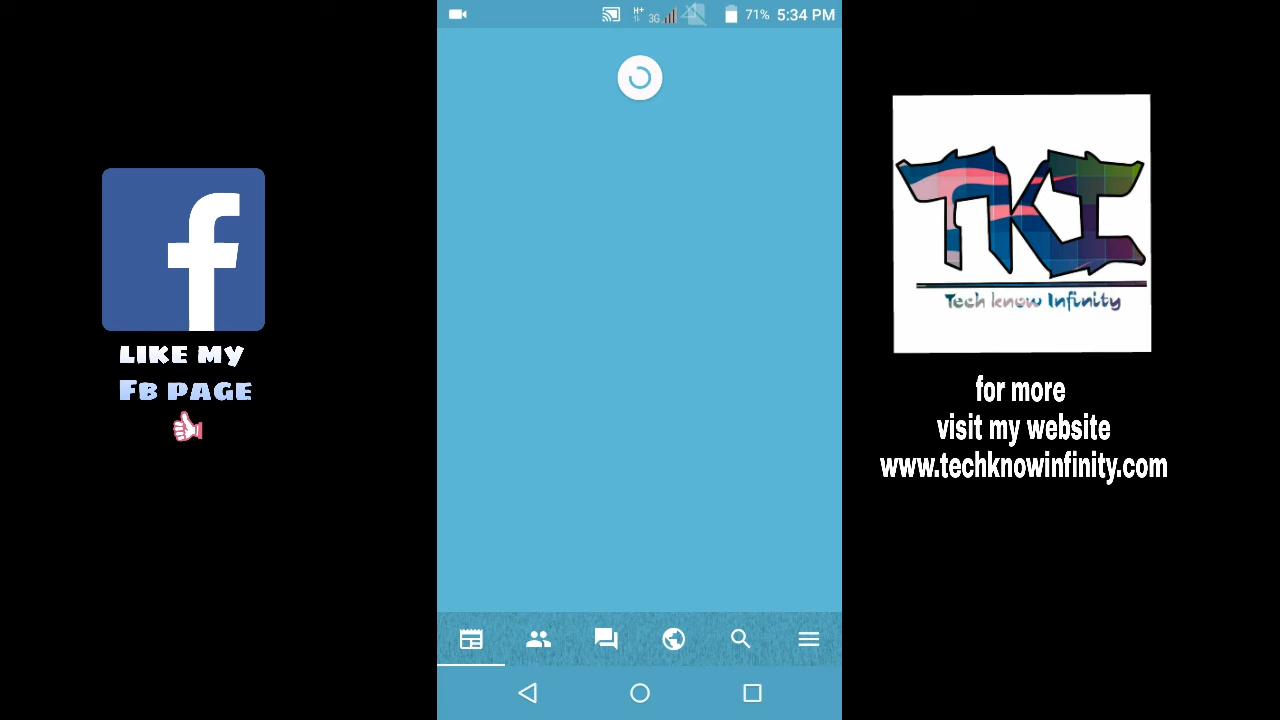 H+ 3G 71% 5:34 PM
f
LIKE MY
FB PAGE
TKI
Tech know Infinity
for more
visit my website
www.techknowinfinity.com